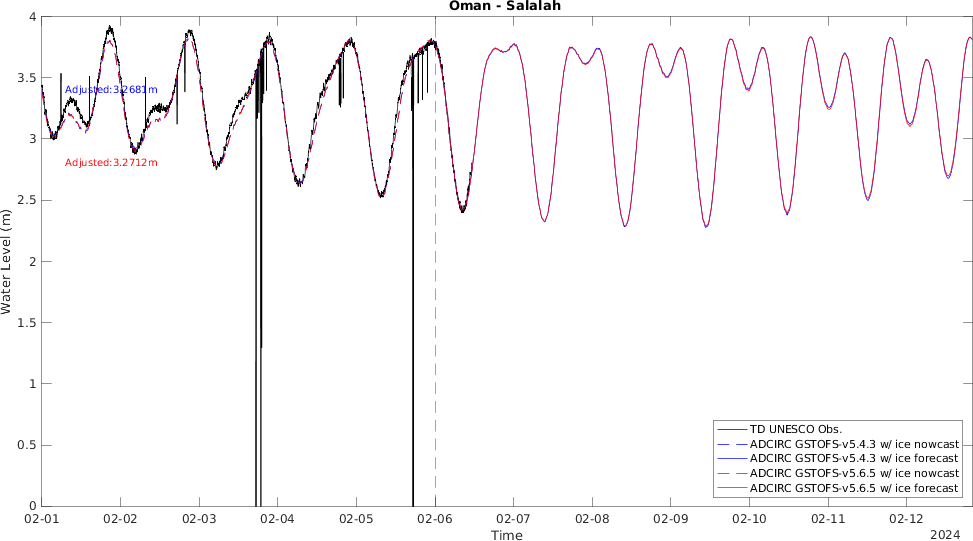 Oman - Salalah
4
3.5
3
2.5
2
1.5
1
0.5
0
Water Level (m)
Adjusted:3.2681m
Adjusted:3.2712m
TD UNESCO Obs.
ADCIRC GSTOFS-v5.4.3 w/ ice nowcast
ADCIRC GSTOFS-v5.4.3 w/ ice forecast
ADCIRC GSTOFS-v5.6.5 w/ ice nowcast
ADCIRC GSTOFS-v5.6.5 w/ ice forecast
02-01 02-02 02-03 02-04 02-05 02-06 02-07 02-08 02-09 02-10 02-11 02-12
Time
2024